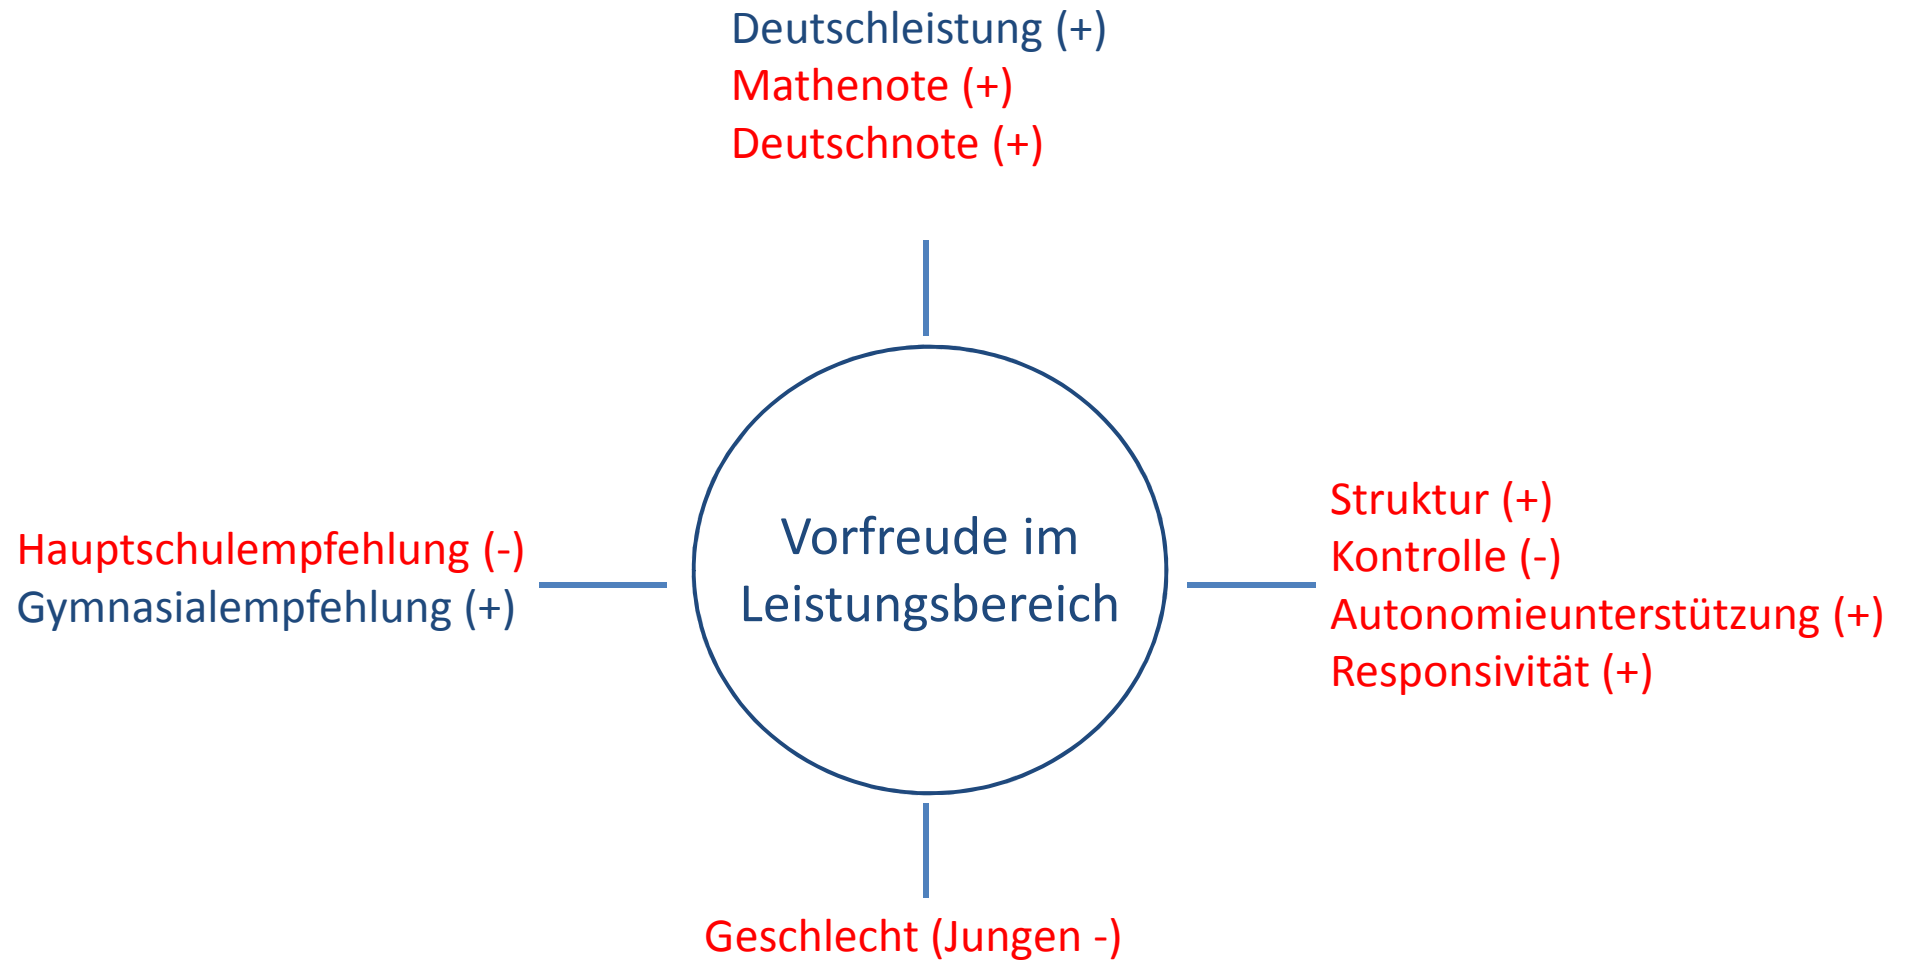 Deutschleistung (+)
Mathenote (+)
Deutschnote (+)
Hauptschulempfehlung (-)
Gymnasialempfehlung (+)
Vorfreude im
Leistungsbereich
Struktur (+)
Kontrolle (-)
Autonomieunterstützung (+)
Responsivität (+)
Geschlecht (Jungen -)